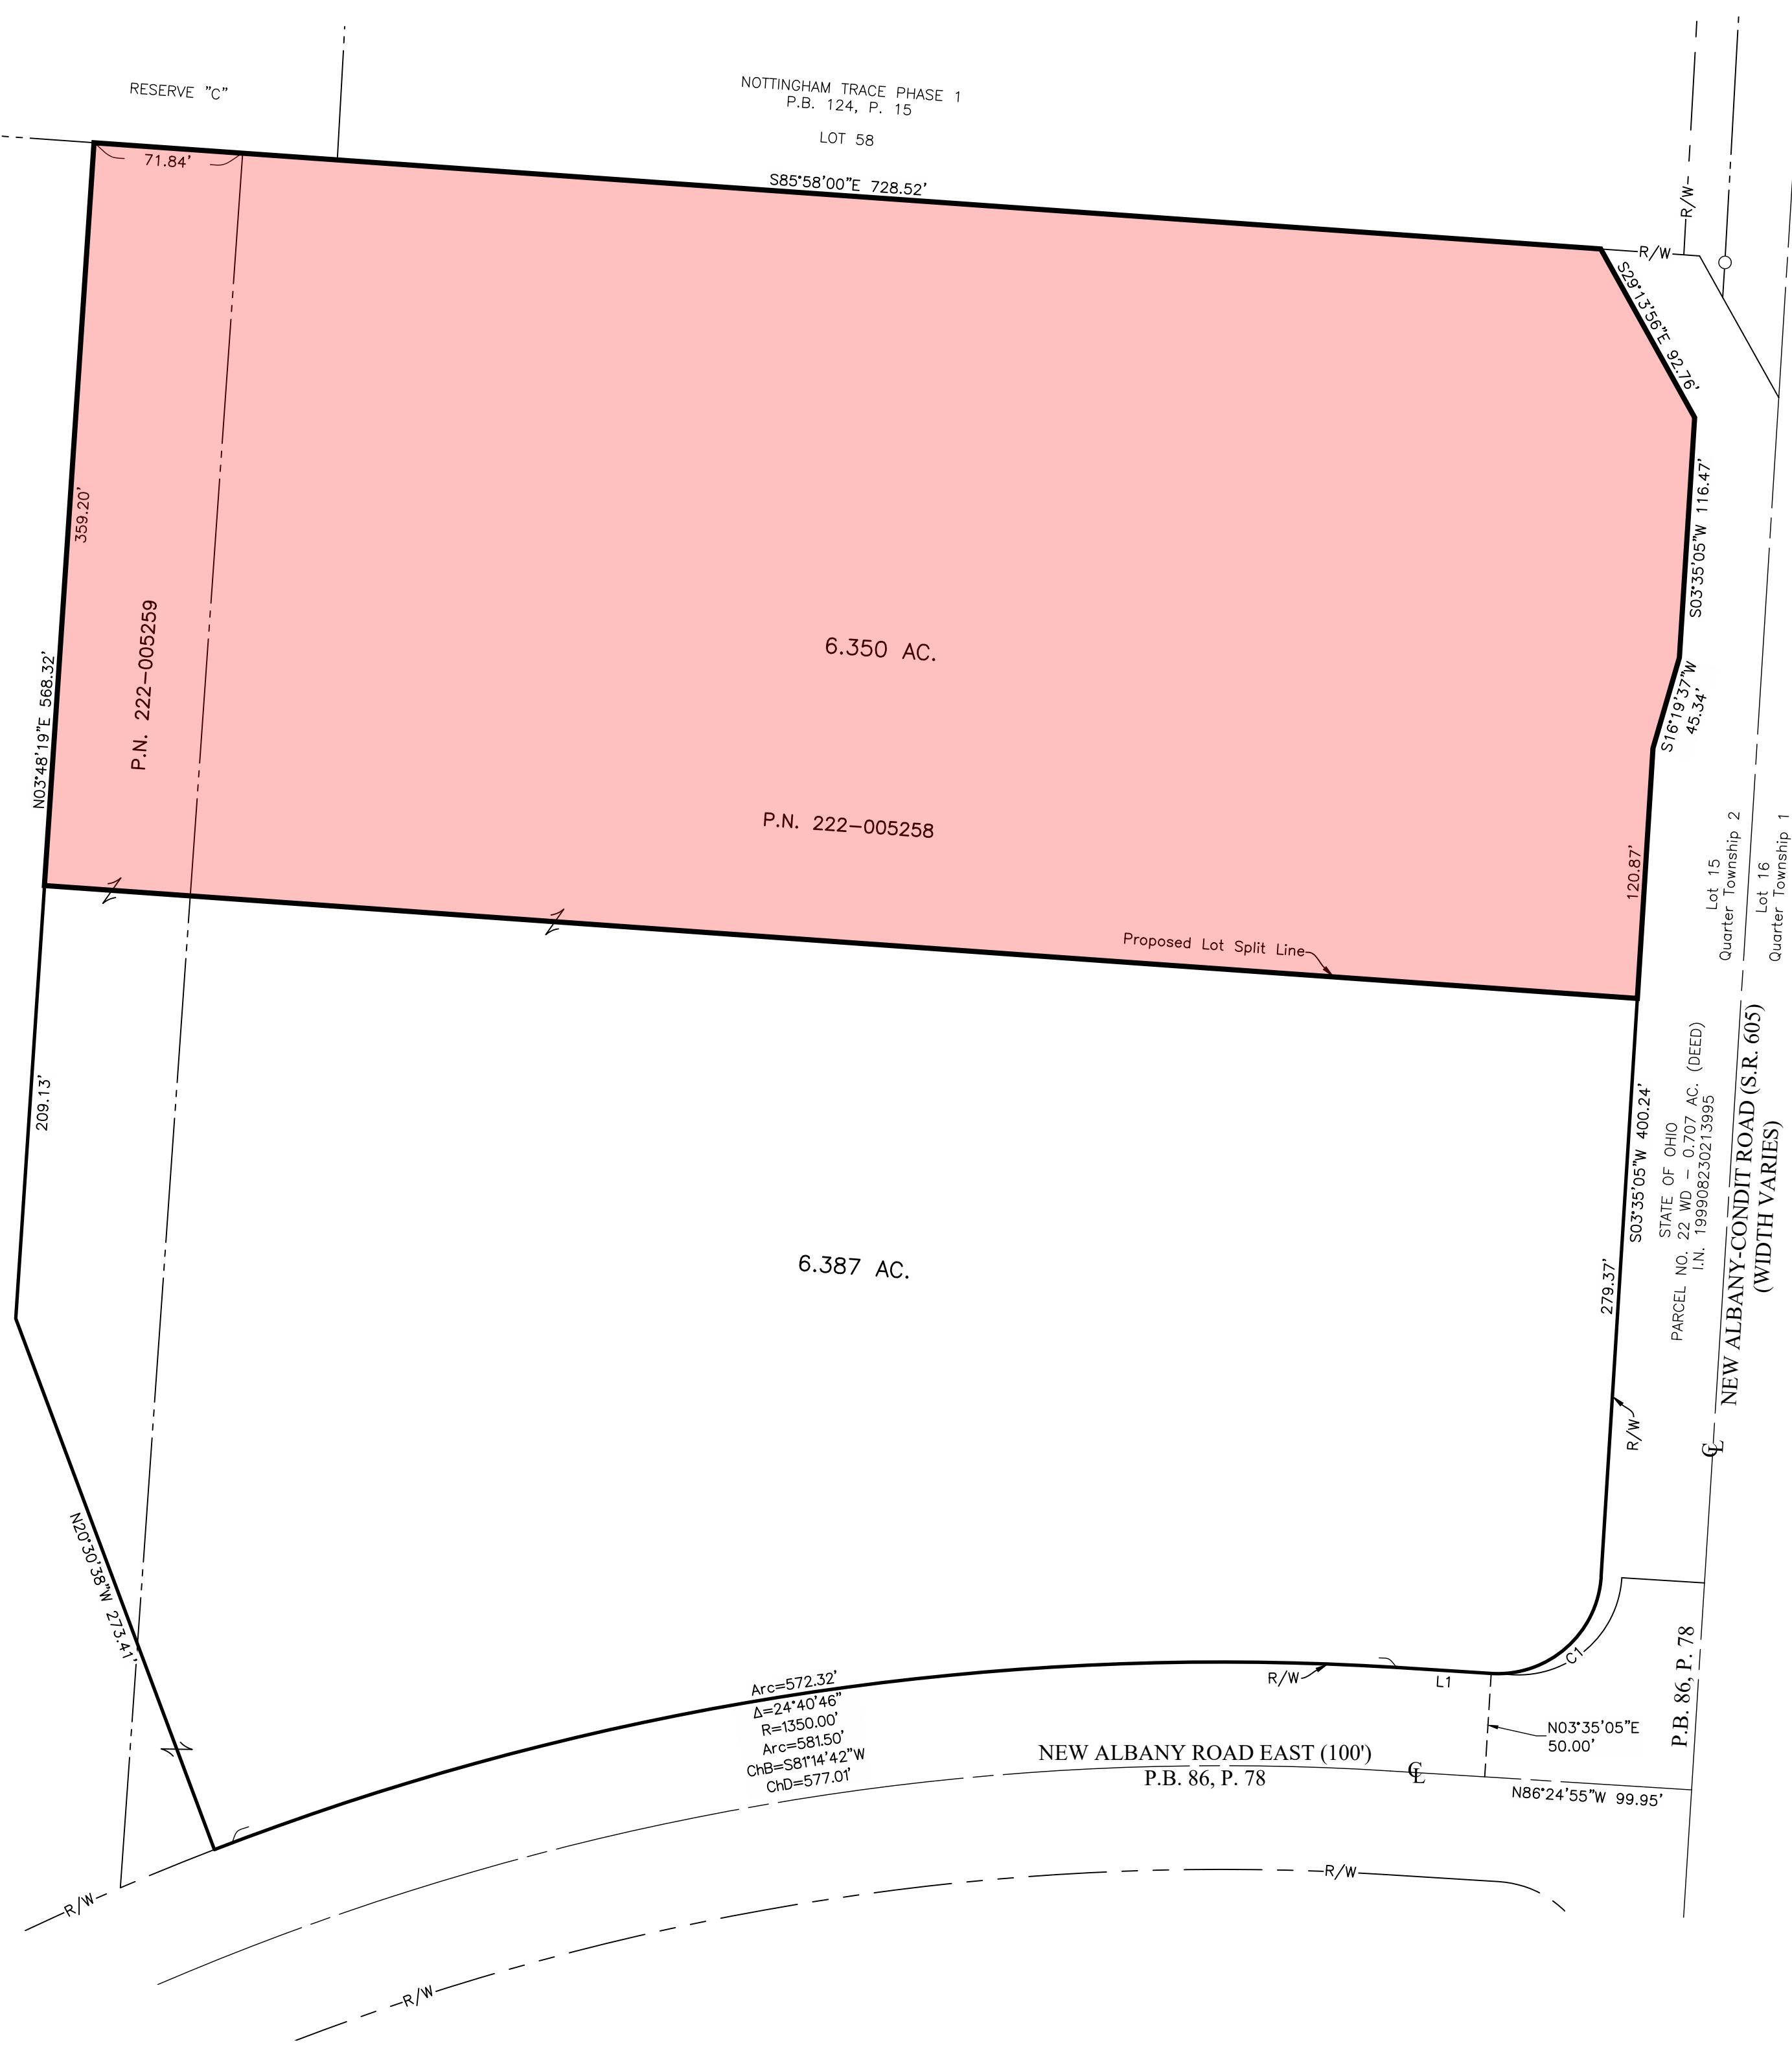 RESERVE "C"
NOTTINGHAM TRACE PHASE 1
P.B. 124, P. 15
LOT 58
71.84'
S85°58'00"E 728.52'
R/W
R/W
S29°13'56"E 92.76'
S03°35'05"W 116.47'
S16°19'37"W
45.34'
359.20'
N03°48'19"E 568.32'
P.N. 222-005259
6.350 AC.
P.N. 222-005258
120.87'
Proposed Lot Split Line
Lot 15
Quarter Township 2
Lot 16
Quarter Township 1
209.13'
6.387 AC.
S03°35'05"W 400.24'
279.37'
STATE OF OHIO
PARCEL NO. 22 WD - 0.707 AC. (DEED)
I.N. 199908230213995
NEW ALBANY-CONDIT ROAD (S.R. 605)
(WIDTH VARIES)
R/W
CL
N20°30'38"W 273.41'
Arc=572.32'
Δ=24°40'46"
R=1350.00'
Arc=581.50'
ChB=S81°14'42"W
ChD=577.01'
R/W
L1
C1
N03°35'05"E
50.00'
P.B. 86, P. 78
NEW ALBANY ROAD EAST (100')
P.B. 86, P. 78
CL
N86°24'55"W 99.95'
R/W
R/W
R/W